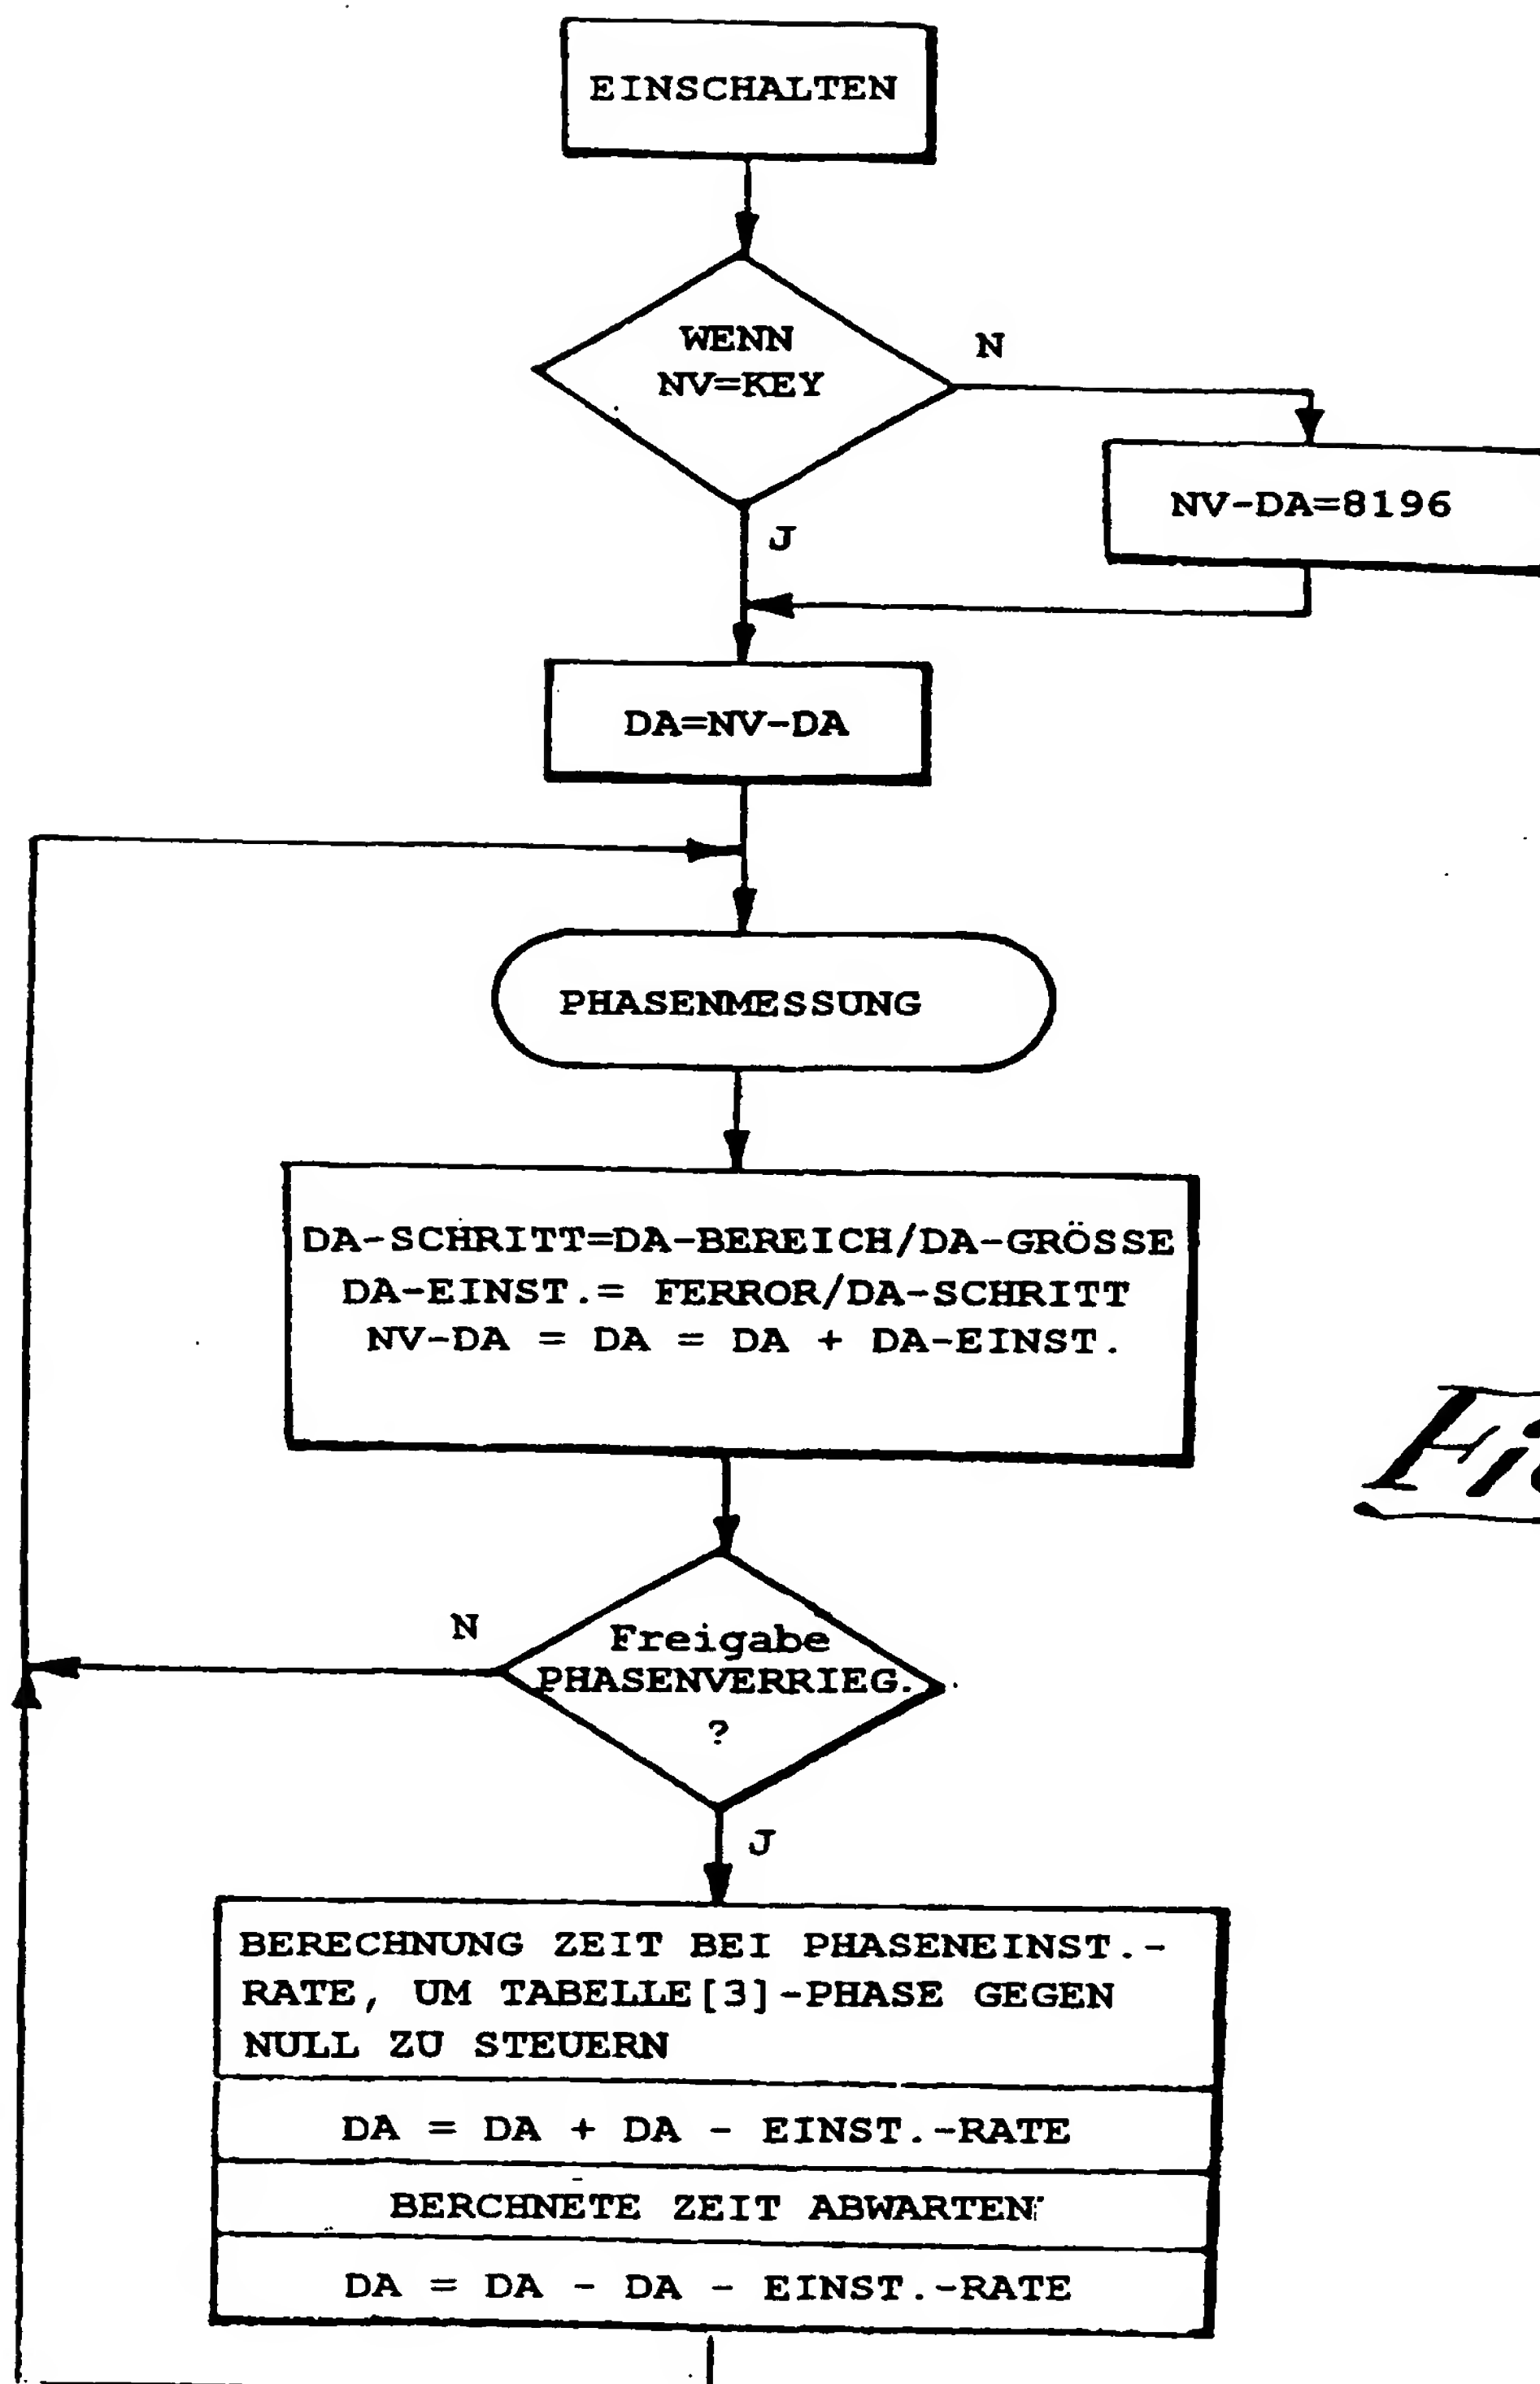 EINSCHALTEN
WENN
NV=KEY
N
NV-DA=8196
J
DA=NV-DA
PHASENMESSUNG
DA-SCHRITT=DA-BEREICH/DA-GRÖSSE
DA-EINST.= FERROR/DA-SCHRITT
NV-DA = DA = DA + DA-EINST.
N
Freigabe
PHASENVERRIEG.
?
J
BERECHNUNG ZEIT BEI PHASENEINST.-
RATE, UM TABELLE[3]-PHASE GEGEN
NULL ZU STEUERN
DA = DA + DA - EINST.-RATE
BERCHNETE ZEIT ABWARTEN
DA = DA - DA - EINST.-RATE